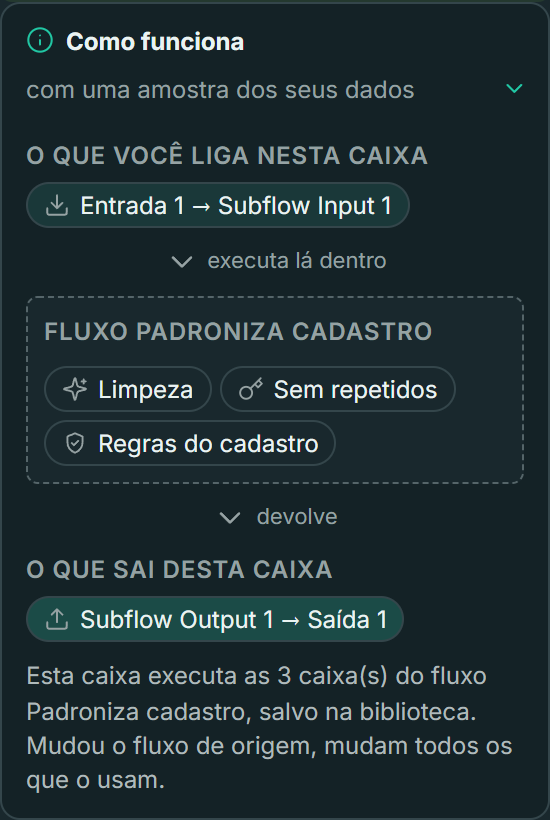 Como funciona
com uma amostra dos seus dados
O QUE VOCÊ LIGA NESTA CAIXA
Entrada 1 → Subflow Input 1
executa lá dentro
FLUXO PADRONIZA CADASTRO
Limpeza
Sem repetidos
Regras do cadastro
devolve
O QUE SAI DESTA CAIXA
Subflow Output 1 → Saída 1
Esta caixa executa as 3 caixa(s) do fluxo
Padroniza cadastro, salvo na biblioteca.
Mudou o fluxo de origem, mudam todos os
que o usam.